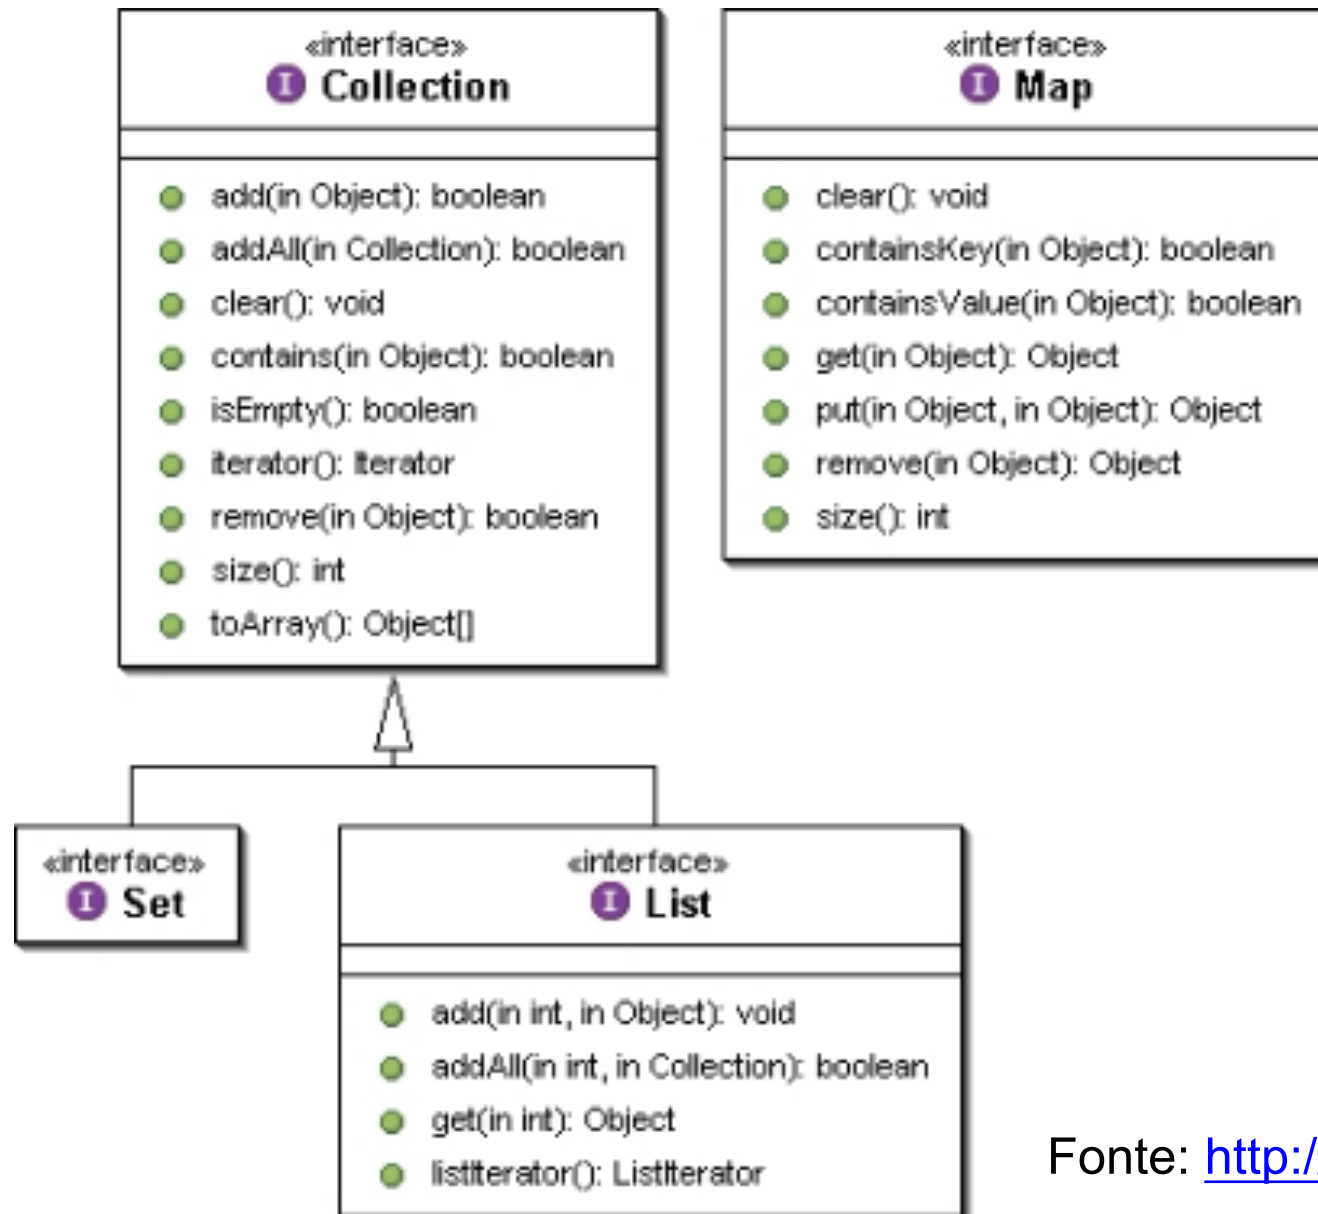 «interface»
I Collection
add(in Object): boolean
addAll(in Collection): boolean
clear(): void
contains(in Object): boolean
isEmpty(): boolean
iterator(): Iterator
remove(in Object): boolean
size(): int
toArray(): Object[]
«interface»
I Map
clear(): void
containsKey(in Object): boolean
containsValue(in Object): boolean
get(in Object): Object
put(in Object, in Object): Object
remove(in Object): Object
size(): int
«interface»
I Set
«interface»
I List
add(in int, in Object): void
addAll(in int, in Collection): boolean
get(in int): Object
listIterator(): ListIterator
Fonte: http:/